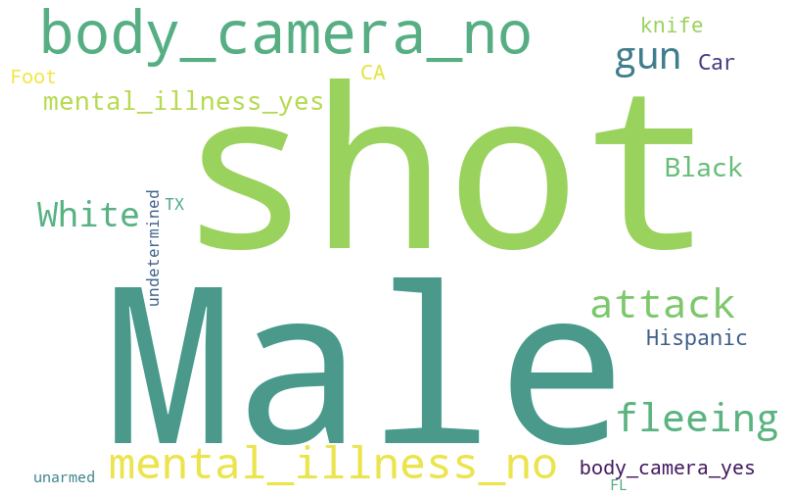 body_camera_no
knife
gun
Car
Foot
CA
mental_illness_yes
shot
Black
White
TX
undetermined
Male
attack
Hispanic
fleeing
mental_illness_no
body_camera_yes
unarmed
FL